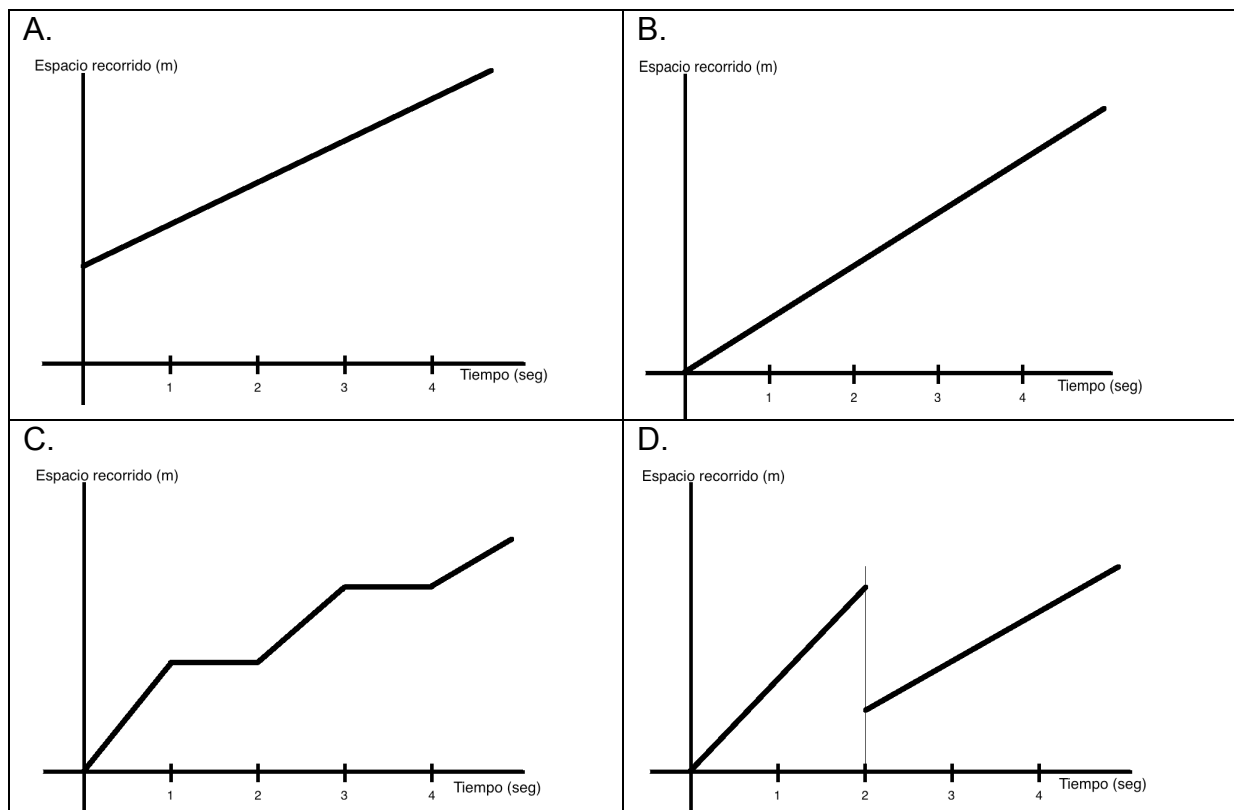 A.
Espacio recorrido (m)
1
2
3
4
Tiempo (seg)
B.
Espacio recorrido (m)
1
2
3
4
Tiempo (seg)
C.
Espacio recorrido (m)
1
2
3
4
Tiempo (seg)
D.
Espacio recorrido (m)
1
2
3
4
Tiempo (seg)